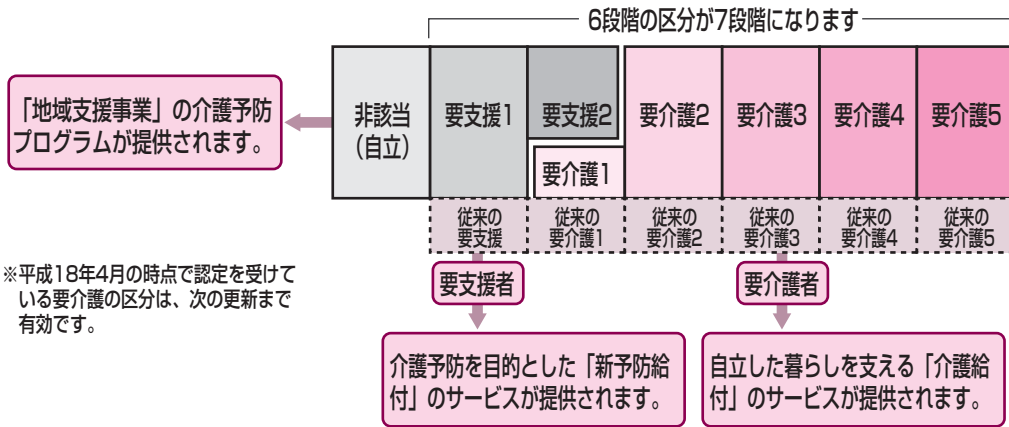 6段階の区分が7段階になります
「地域支援事業」の介護予防
プログラムが提供されます。
非該当
(自立)
要支援1
要支援2
要介護1
要介護2
要介護3
要介護4
要介護5
従来の
要支援
従来の
要介護1
従来の
要介護2
従来の
要介護3
従来の
要介護4
従来の
要介護5
※平成18年4月の時点で認定を受けて
いる要介護の区分は、次の更新まで
有効です。
要支援者
要介護者
介護予防を目的とした「新予防給
付」のサービスが提供されます。
自立した暮らしを支える「介護給
付」のサービスが提供されます。